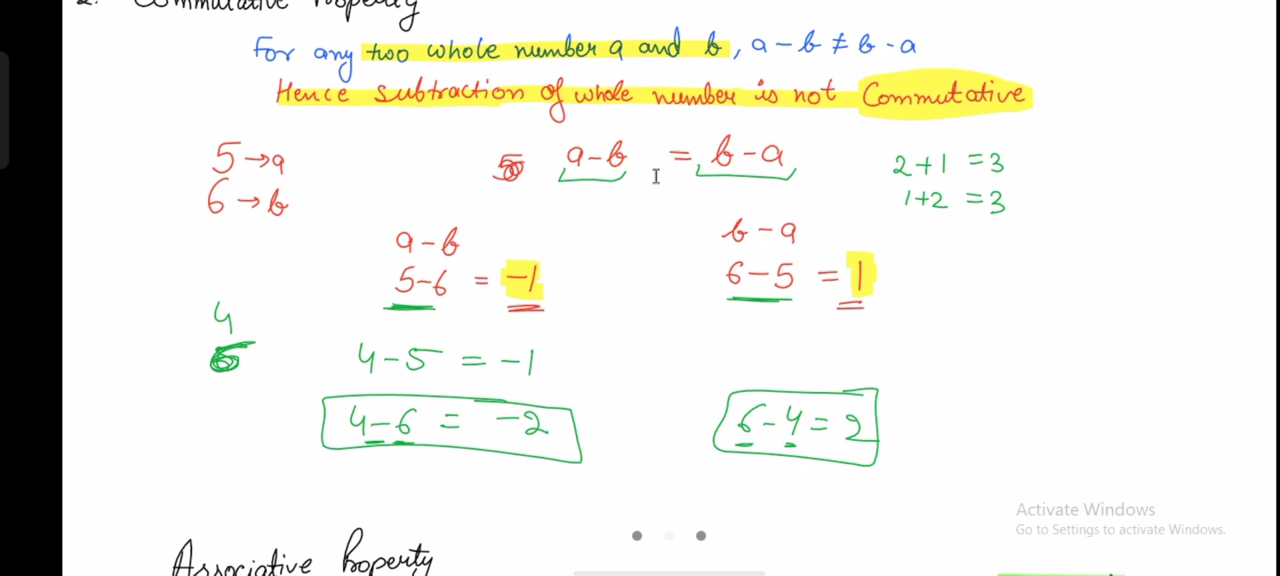 2. Commutative Property
For any two whole number a and b, a - b ≠ b - a
Hence subtraction of whole number is not Commutative
5 → a
6 → b
a - b = b - a
2 + 1 = 3
1 + 2 = 3
a - b
5 - 6 = -1
b - a
6 - 5 = 1
4
4 - 5 = -1
4 - 6 = -2
6 - 4 = 2
Activate Windows
Go to Settings to activate Windows.
Associative Property